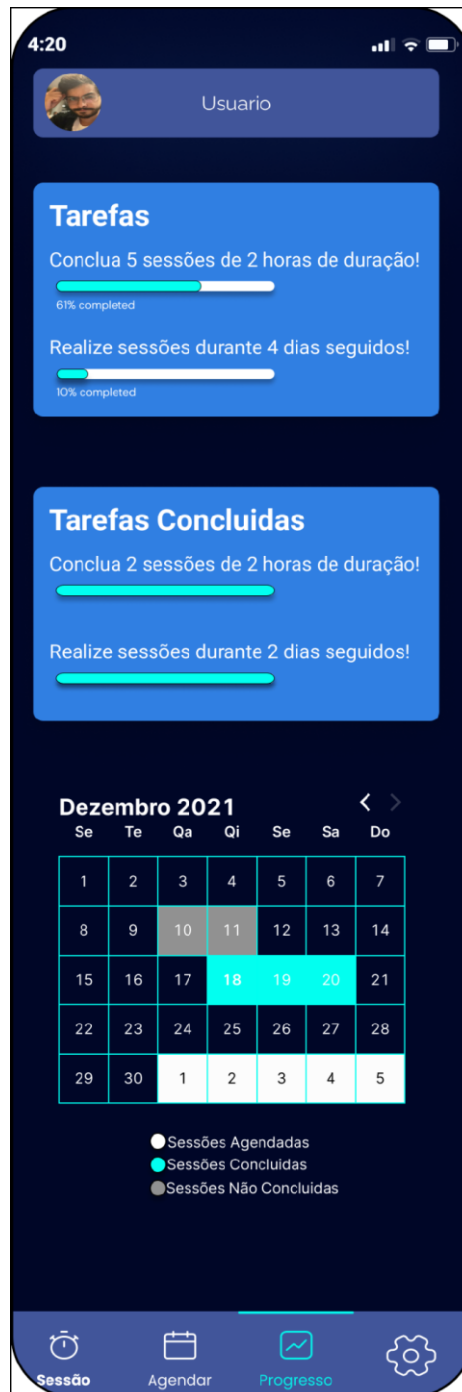 4:20
Usuario
Tarefas
Conclua 5 sessões de 2 horas de duração!
61% completed
Realize sessões durante 4 dias seguidos!
10% completed
Tarefas Concluidas
Conclua 2 sessões de 2 horas de duração!
Realize sessões durante 2 dias seguidos!
Dezembro 2021
Se Te Qa Qi Se Sa Do
1 2 3 4 5 6 7
8 9 10 11 12 13 14
15 16 17 18 19 20 21
22 23 24 25 26 27 28
29 30 1 2 3 4 5
Sessões Agendadas
Sessões Concluidas
Sessões Não Concluidas
Sessão Agendar Progresso